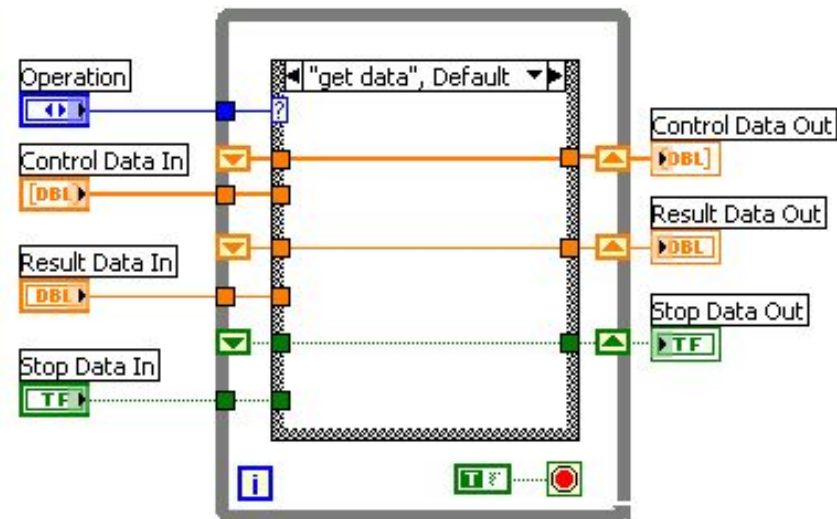 "get data", Default
Operation
?
Control Data In
[DBL]
Control Data Out
[DBL]
Result Data In
DBL
Result Data Out
DBL
Stop Data In
TF
Stop Data Out
TF
i
T